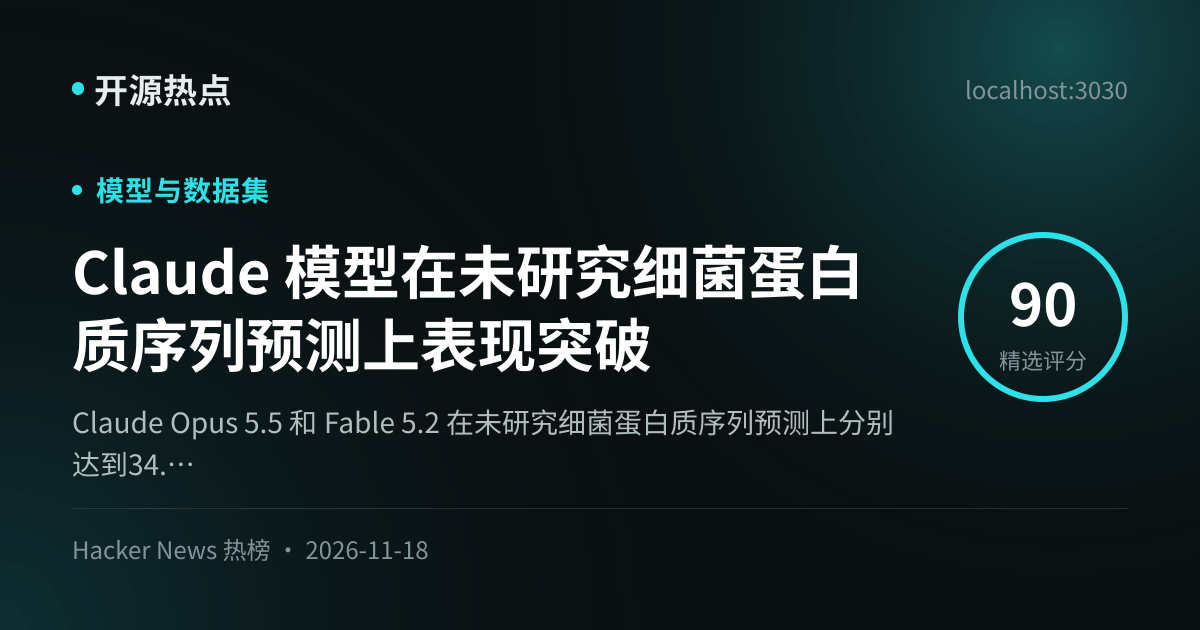 开源热点
localhost:3030
模型与数据集
Claude 模型在未研究细菌蛋白
质序列预测上表现突破
90
精选评分
Claude Opus 5.5 和 Fable 5.2 在未研究细菌蛋白质序列预测上分别
达到34.…
Hacker News 热榜 · 2026-11-18